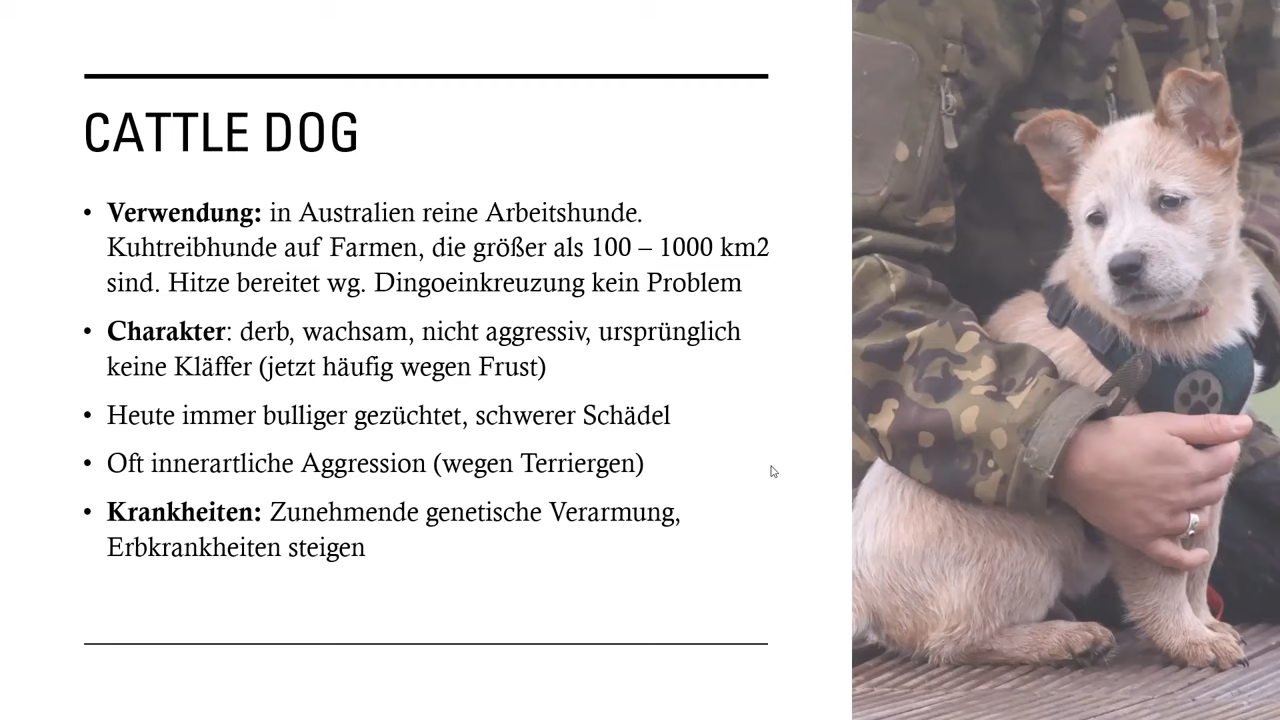 CATTLE DOG
• Verwendung: in Australien reine Arbeitshunde.
Kuhtreibhunde auf Farmen, die größer als 100 – 1000 km2
sind. Hitze bereitet wg. Dingoeinkreuzung kein Problem
• Charakter: derb, wachsam, nicht aggressiv, ursprünglich
keine Kläffer (jetzt häufig wegen Frust)
• Heute immer bulliger gezüchtet, schwerer Schädel
• Oft innerartliche Aggression (wegen Terriergen)
• Krankheiten: Zunehmende genetische Verarmung,
Erbkrankheiten steigen